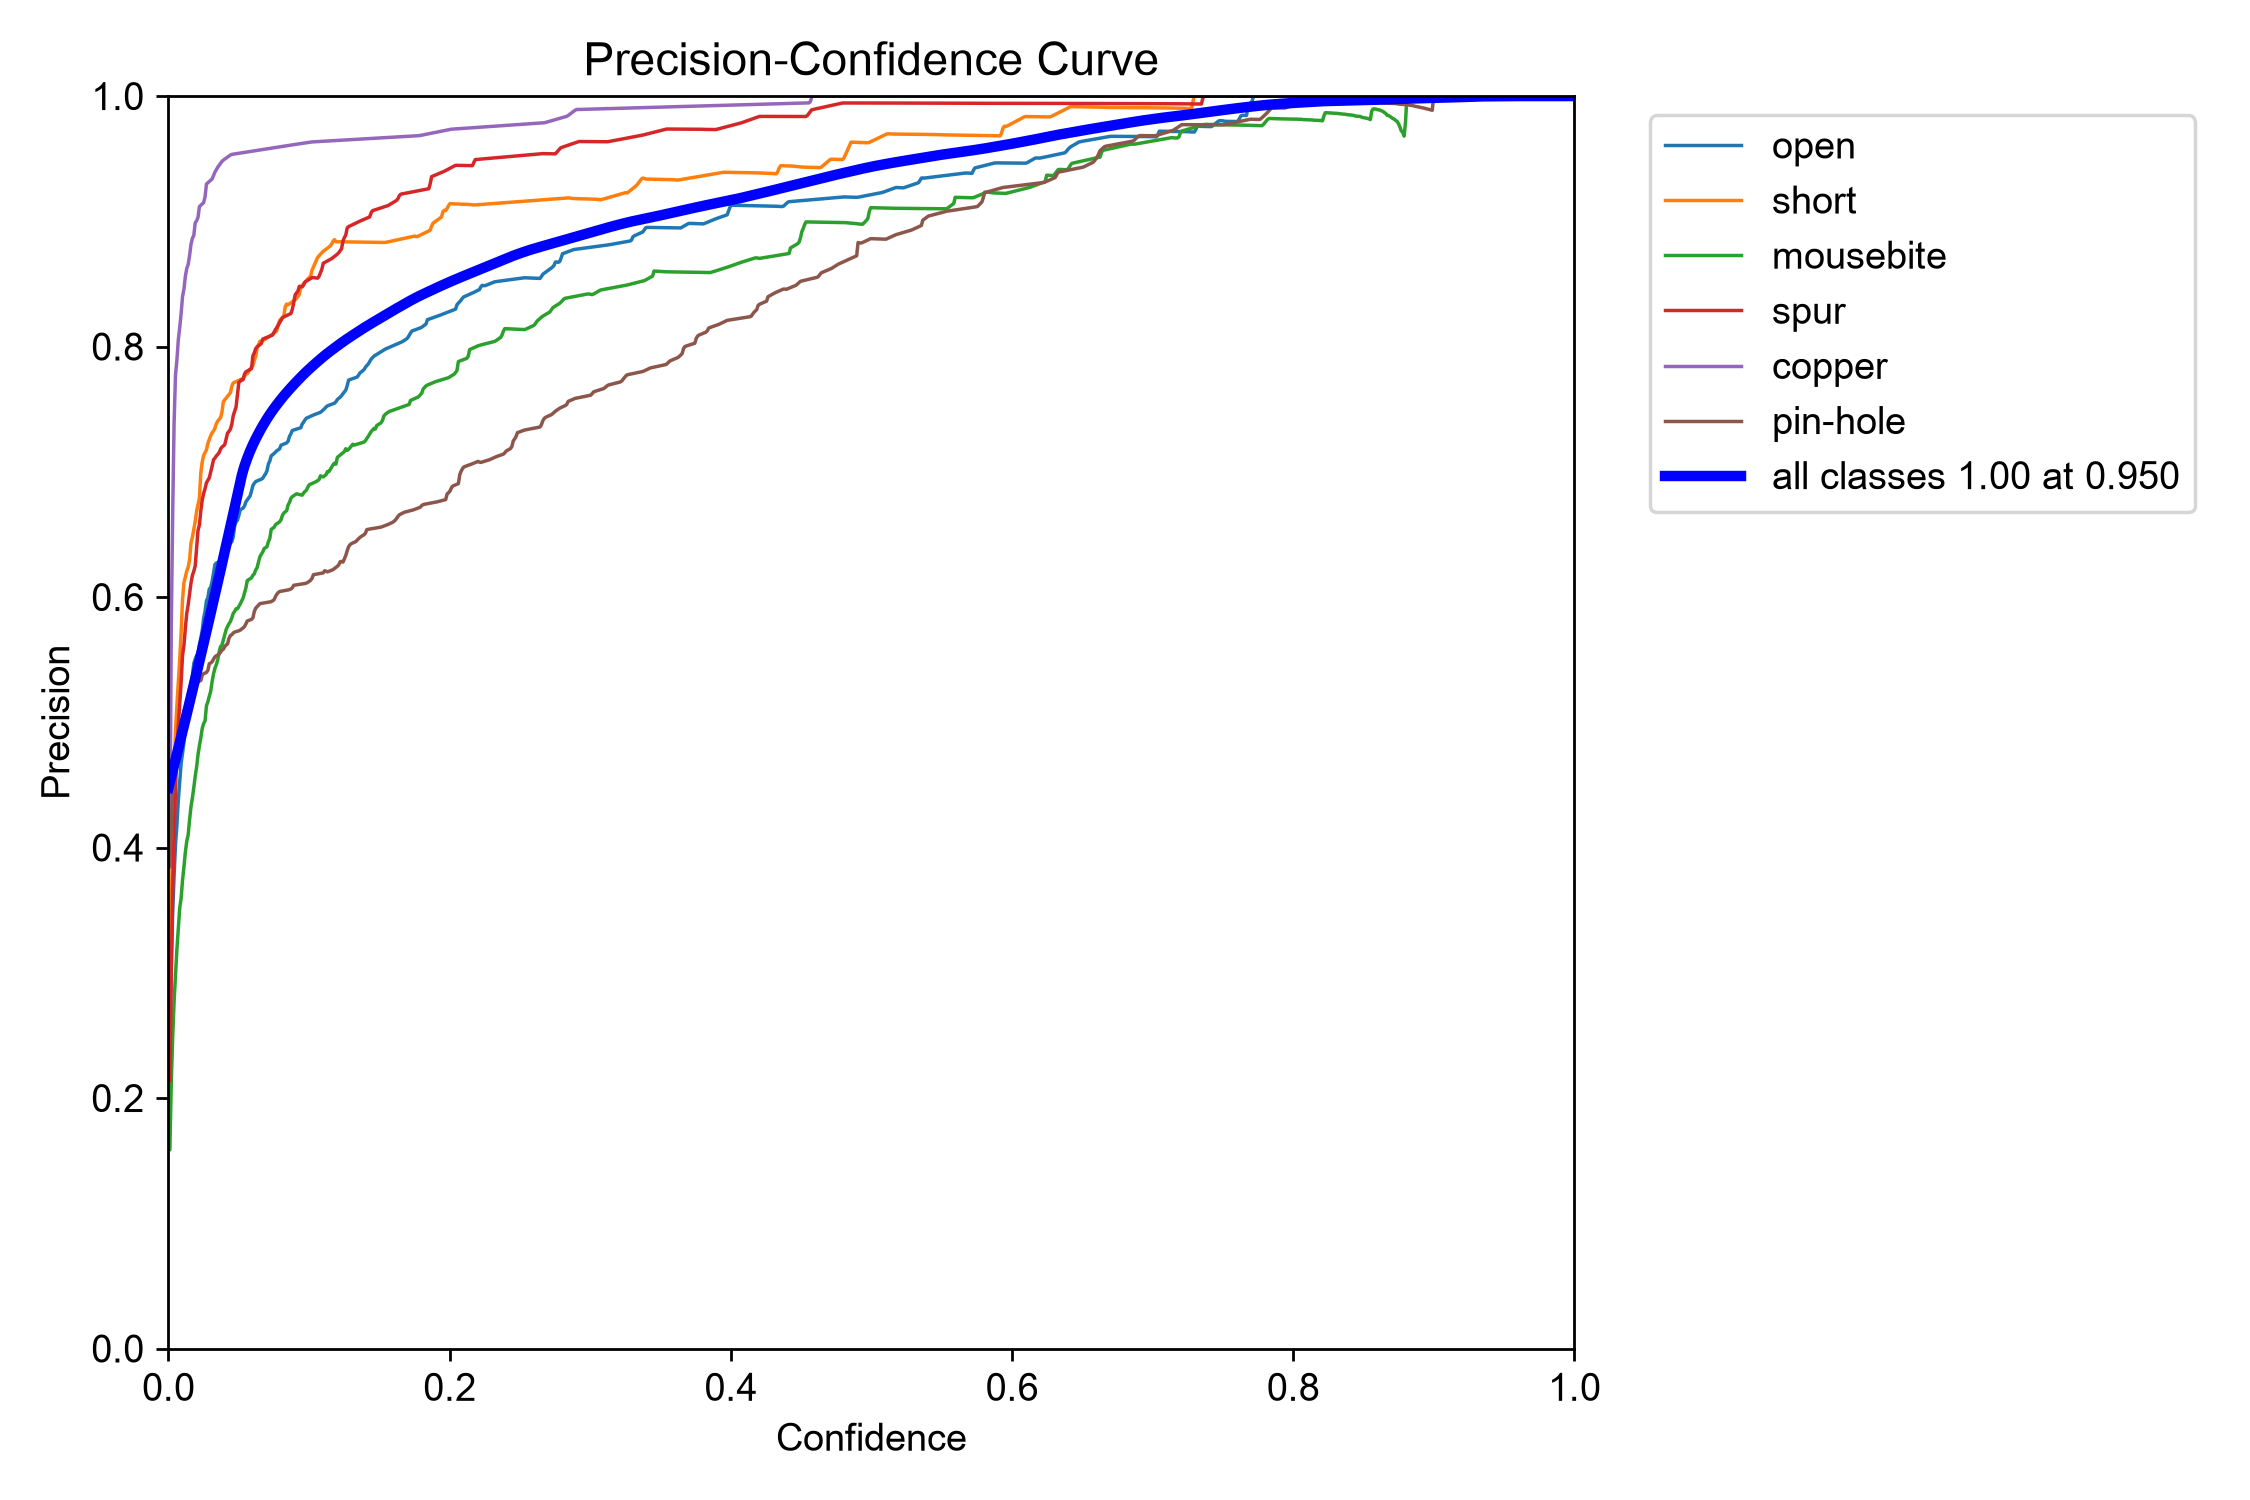 Precision-Confidence Curve
1.0
0.8
0.6
0.4
0.2
0.0
Precision
0.0 0.2 0.4 0.6 0.8 1.0
Confidence
open
short
mousebite
spur
copper
pin-hole
all classes 1.00 at 0.950